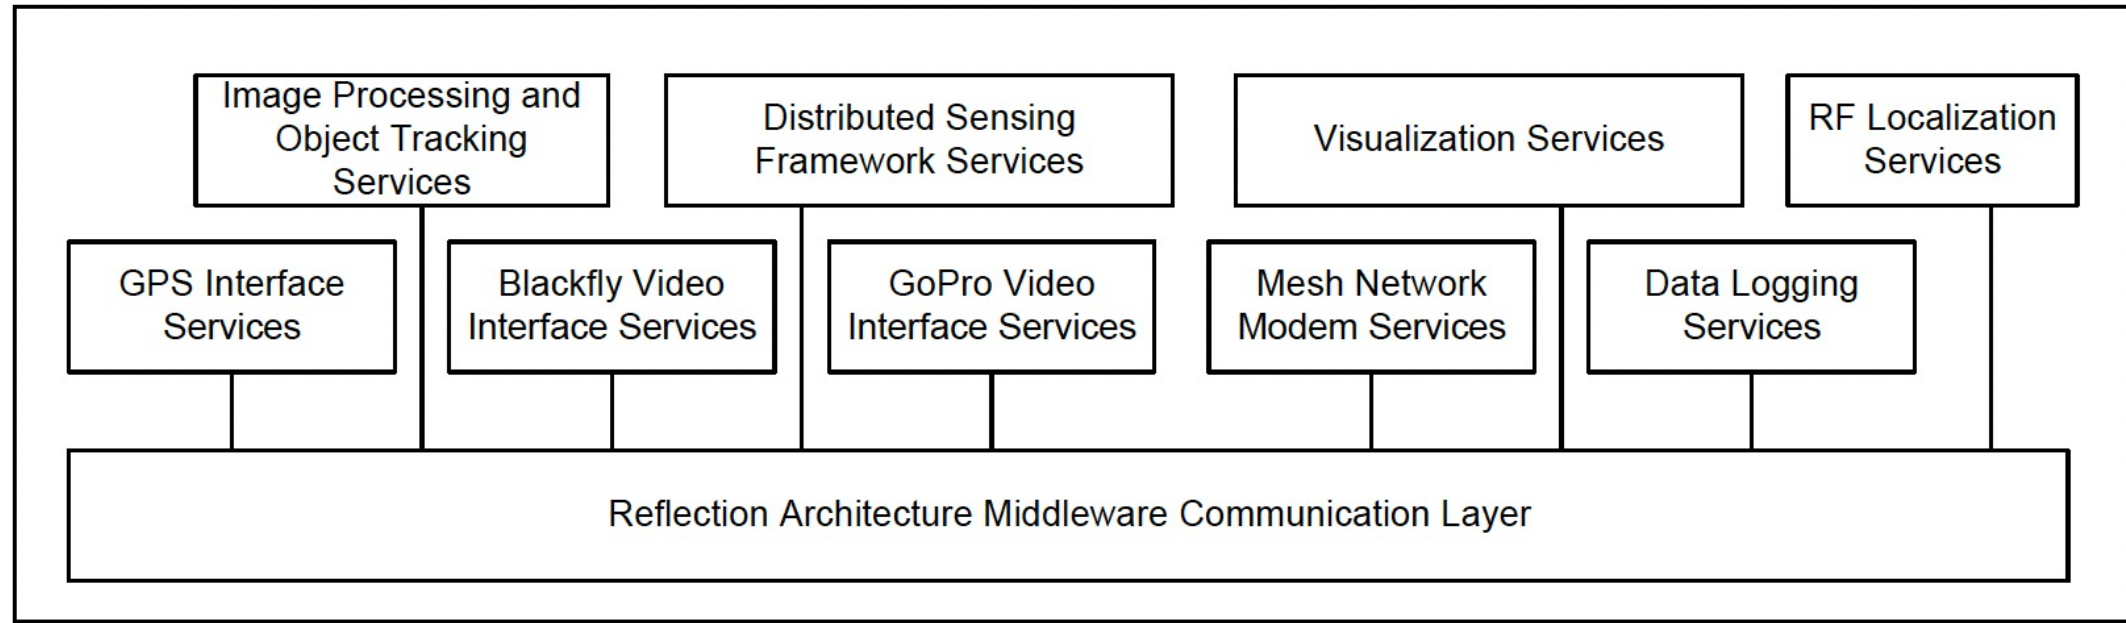 Image Processing and
Object Tracking
Services
Distributed Sensing
Framework Services
Visualization Services
RF Localization
Services
GPS Interface
Services
Blackfly Video
Interface Services
GoPro Video
Interface Services
Mesh Network
Modem Services
Data Logging
Services
Reflection Architecture Middleware Communication Layer